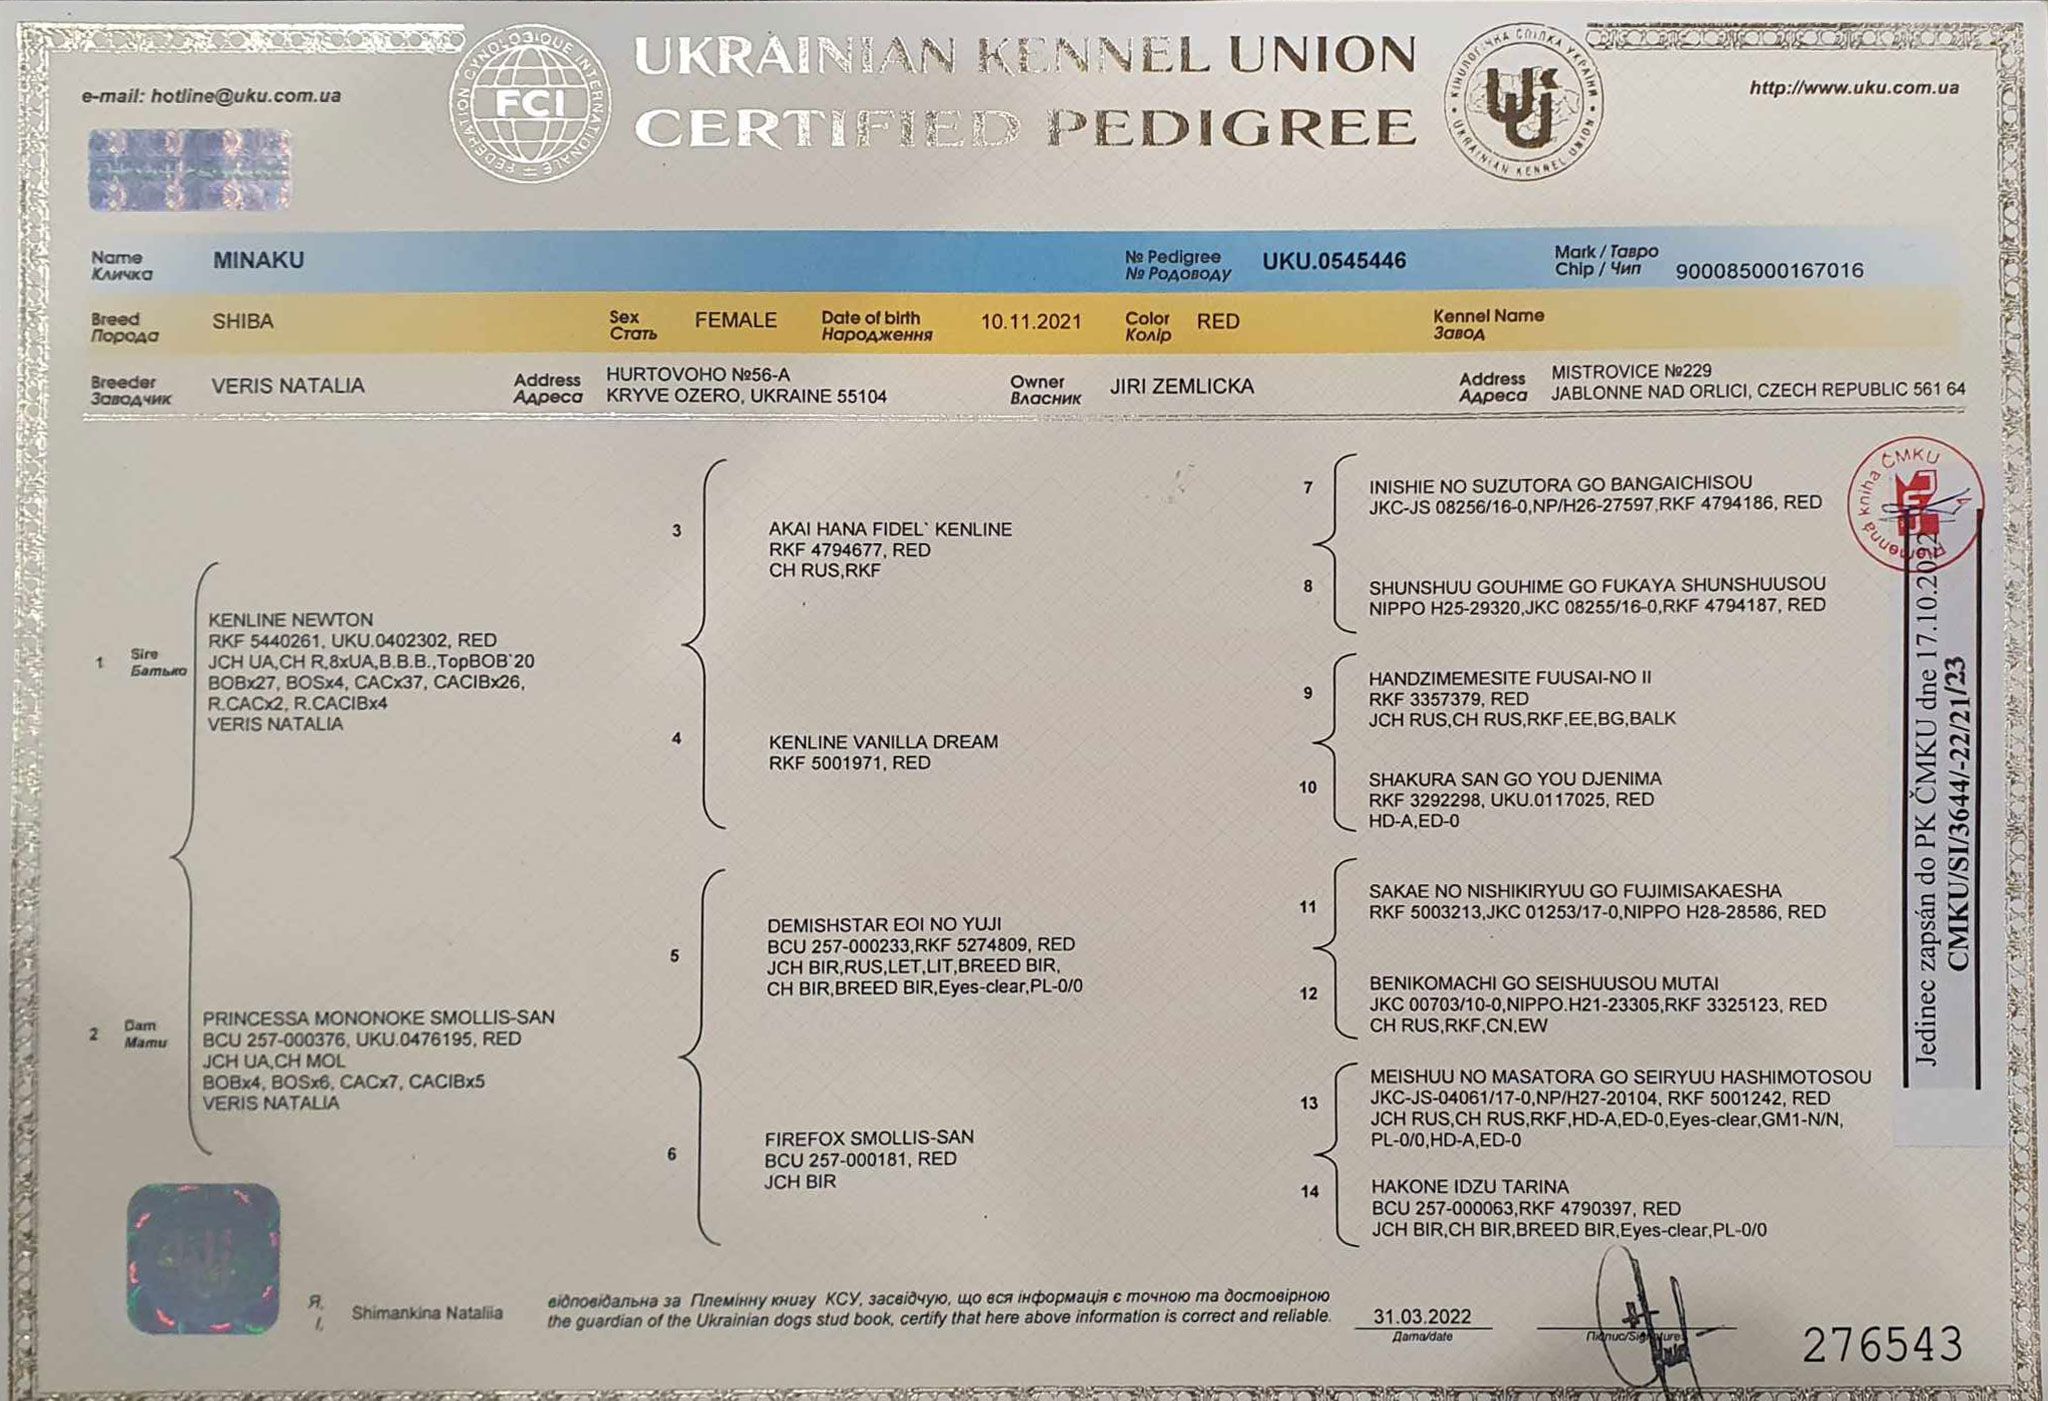 UKRAINIAN KENNEL UNION
CERTIFIED PEDIGREE
e-mail: hotline@uku.com.ua
FEDERATION CYNOLOGIQUE INTERNATIONALE
FCI
КІНОЛОГІЧНА СПІЛКА УКРАЇНИ
UKRAINIAN KENNEL UNION
http://www.uku.com.ua
Name MINAKU № Pedigree UKU.0545446 Mark / Тавро
Кличка № Родоводу Chip / Чип 900085000167016
Breed SHIBA Sex FEMALE Date of birth 10.11.2021 Color RED Kennel Name
Порода Стать Народження Колір Завод
Breeder VERIS NATALIA Address HURTOVOHO №56-A Owner JIRI ZEMLICKA Address MISTROVICE №229
Заводчик Адреса KRYVE OZERO, UKRAINE 55104 Власник Адреса JABLONNE NAD ORLICI, CZECH REPUBLIC 561 64
1 Sire
Батько
KENLINE NEWTON
RKF 5440261, UKU.0402302, RED
JCH UA,CH R,8xUA,B.B.B.,TopBOB`20
BOBx27, BOSx4, CACx37, CACIBx26,
R.CACx2, R.CACIBx4
VERIS NATALIA
2 Dam
Мати
PRINCESSA MONONOKE SMOLLIS-SAN
BCU 257-000376, UKU.0476195, RED
JCH UA,CH MOL
BOBx4, BOSx6, CACx7, CACIBx5
VERIS NATALIA
3
AKAI HANA FIDEL` KENLINE
RKF 4794677, RED
CH RUS,RKF
4
KENLINE VANILLA DREAM
RKF 5001971, RED
5
DEMISHSTAR EOI NO YUJI
BCU 257-000233,RKF 5274809, RED
JCH BIR,RUS,LET,LIT,BREED BIR,
CH BIR,BREED BIR,Eyes-clear,PL-0/0
6
FIREFOX SMOLLIS-SAN
BCU 257-000181, RED
JCH BIR
7
INISHIE NO SUZUTORA GO BANGAICHISOU
JKC-JS 08256/16-0,NP/H26-27597,RKF 4794186, RED
8
SHUNSHUU GOUHIME GO FUKAYA SHUNSHUUSOU
NIPPO H25-29320,JKC 08255/16-0,RKF 4794187, RED
9
HANDZIMEMESITE FUUSAI-NO II
RKF 3357379, RED
JCH RUS,CH RUS,RKF,EE,BG,BALK
10
SHAKURA SAN GO YOU DJENIMA
RKF 3292298, UKU.0117025, RED
HD-A,ED-0
11
SAKAE NO NISHIKIRYUU GO FUJIMISAKAESHA
RKF 5003213,JKC 01253/17-0,NIPPO H28-28586, RED
12
BENIKOMACHI GO SEISHUUSOU MUTAI
JKC 00703/10-0,NIPPO.H21-23305,RKF 3325123, RED
CH RUS,RKF,CN,EW
13
MEISHUU NO MASATORA GO SEIRYUU HASHIMOTOSOU
JKC-JS-04061/17-0,NP/H27-20104, RKF 5001242, RED
JCH RUS,CH RUS,RKF,HD-A,ED-0,Eyes-clear,GM1-N/N,
PL-0/0,HD-A,ED-0
14
HAKONE IDZU TARINA
BCU 257-000063,RKF 4790397, RED
JCH BIR,CH BIR,BREED BIR,Eyes-clear,PL-0/0
Plemenná kniha ČMKU
Jedinec zapsán do PK ČMKU dne 17.10.202
CMKU/SI/3644/-22/21/23
Я, відповідальна за Племінну книгу КСУ, засвідчую, що вся інформація є точною та достовірною
I, Shimankina Nataliia the guardian of the Ukrainian dogs stud book, certify that here above information is correct and reliable.
31.03.2022
Дата/date
Підпис/Signature
276543